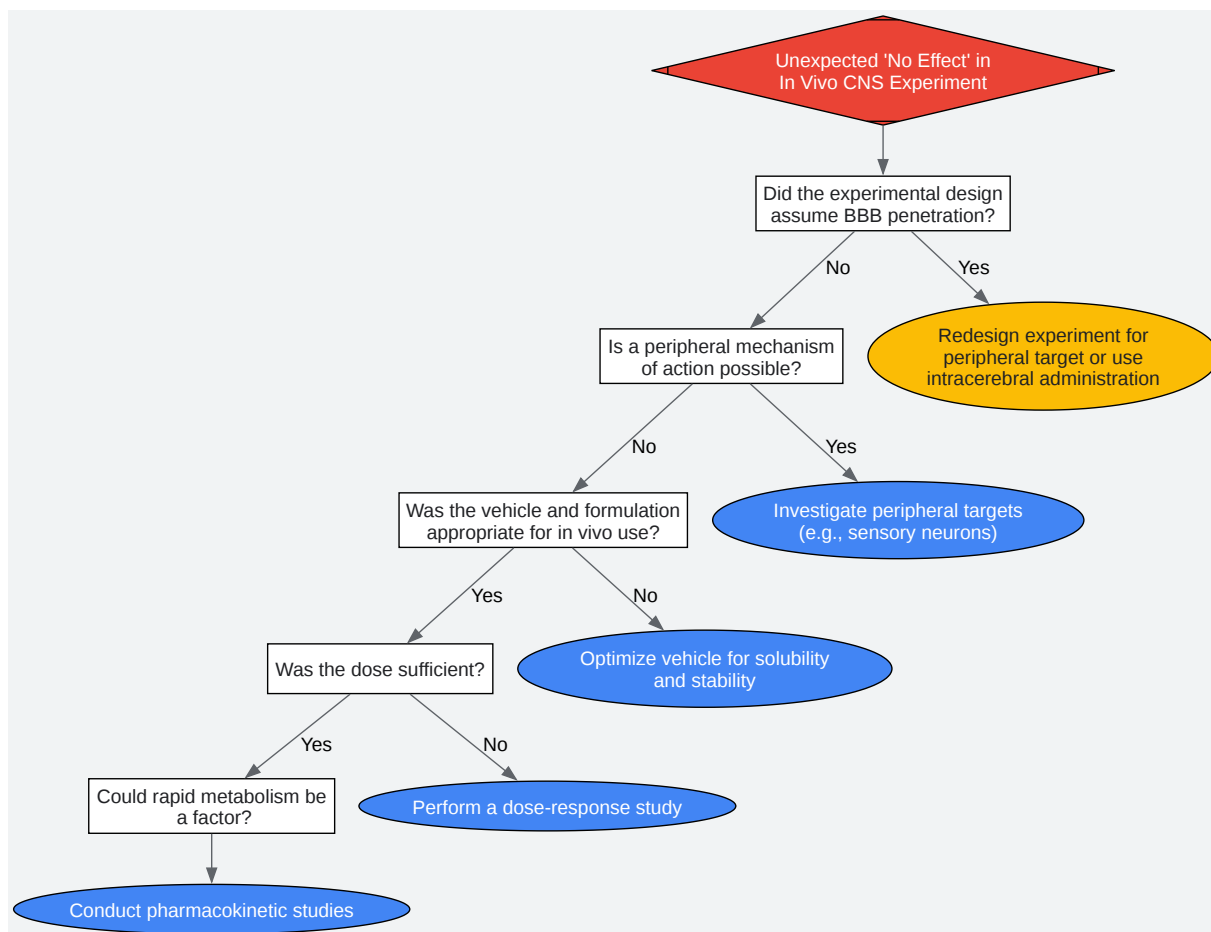 Unexpected 'No Effect' in
In Vivo CNS Experiment
Did the experimental design
assume BBB penetration?
No
Yes
Redesign experiment for
peripheral target or use
intracerebral administration
Is a peripheral mechanism
of action possible?
No
Yes
Investigate peripheral targets
(e.g., sensory neurons)
Was the vehicle and formulation
appropriate for in vivo use?
Yes
No
Optimize vehicle for solubility
and stability
Was the dose sufficient?
Yes
No
Perform a dose-response study
Could rapid metabolism be
a factor?
Conduct pharmacokinetic studies